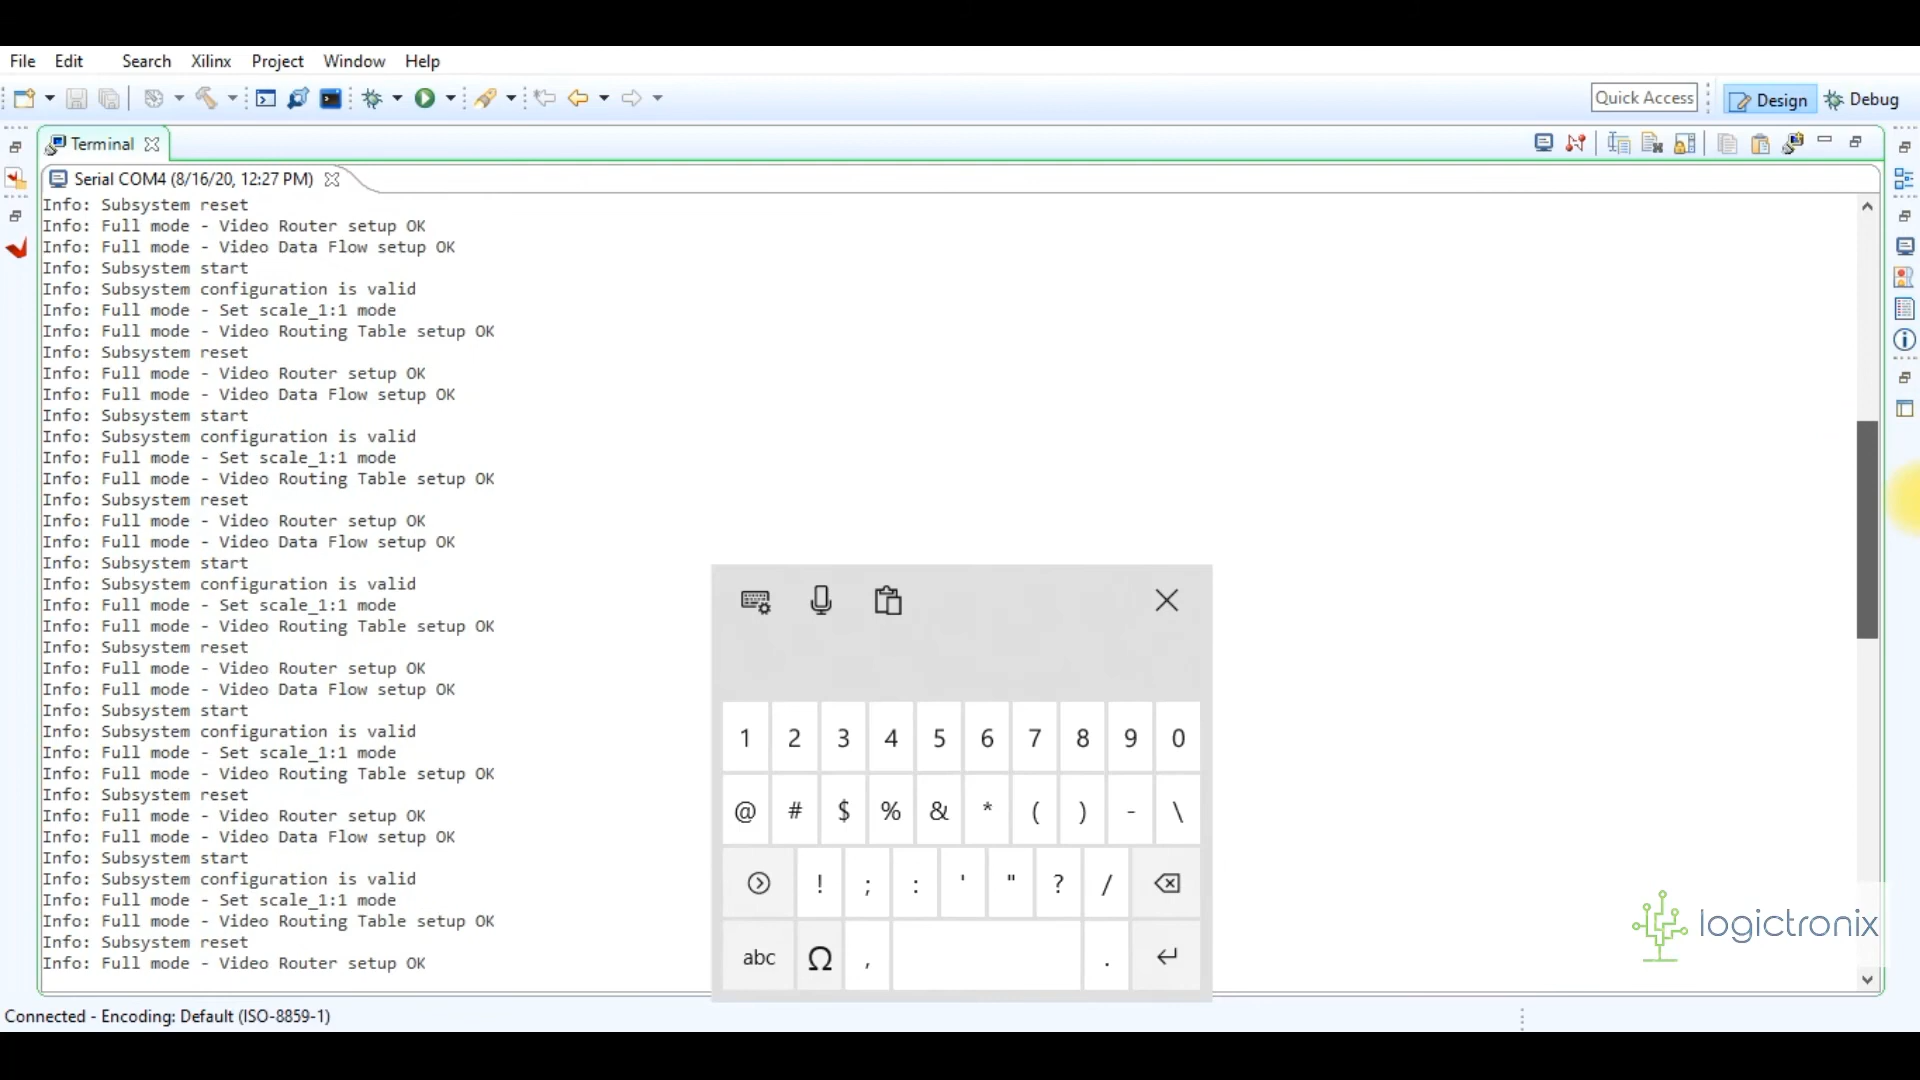 File Edit Search Xilinx Project Window Help
Quick Access Design Debug
Terminal
Serial COM4 (8/16/20, 12:27 PM)
Info: Subsystem reset
Info: Full mode - Video Router setup OK
Info: Full mode - Video Data Flow setup OK
Info: Subsystem start
Info: Subsystem configuration is valid
Info: Full mode - Set scale_1:1 mode
Info: Full mode - Video Routing Table setup OK
Info: Subsystem reset
Info: Full mode - Video Router setup OK
Info: Full mode - Video Data Flow setup OK
Info: Subsystem start
Info: Subsystem configuration is valid
Info: Full mode - Set scale_1:1 mode
Info: Full mode - Video Routing Table setup OK
Info: Subsystem reset
Info: Full mode - Video Router setup OK
Info: Full mode - Video Data Flow setup OK
Info: Subsystem start
Info: Subsystem configuration is valid
Info: Full mode - Set scale_1:1 mode
Info: Full mode - Video Routing Table setup OK
Info: Subsystem reset
Info: Full mode - Video Router setup OK
Info: Full mode - Video Data Flow setup OK
Info: Subsystem start
Info: Subsystem configuration is valid
Info: Full mode - Set scale_1:1 mode
Info: Full mode - Video Routing Table setup OK
Info: Subsystem reset
Info: Full mode - Video Router setup OK
Info: Full mode - Video Data Flow setup OK
Info: Subsystem start
Info: Subsystem configuration is valid
Info: Full mode - Set scale_1:1 mode
Info: Full mode - Video Routing Table setup OK
Info: Subsystem reset
Info: Full mode - Video Router setup OK
1 2 3 4 5 6 7 8 9 0
@ # $ % & * ( ) - \
! ; : ' " ? /
abc Ω , .
logictronix
Connected - Encoding: Default (ISO-8859-1)